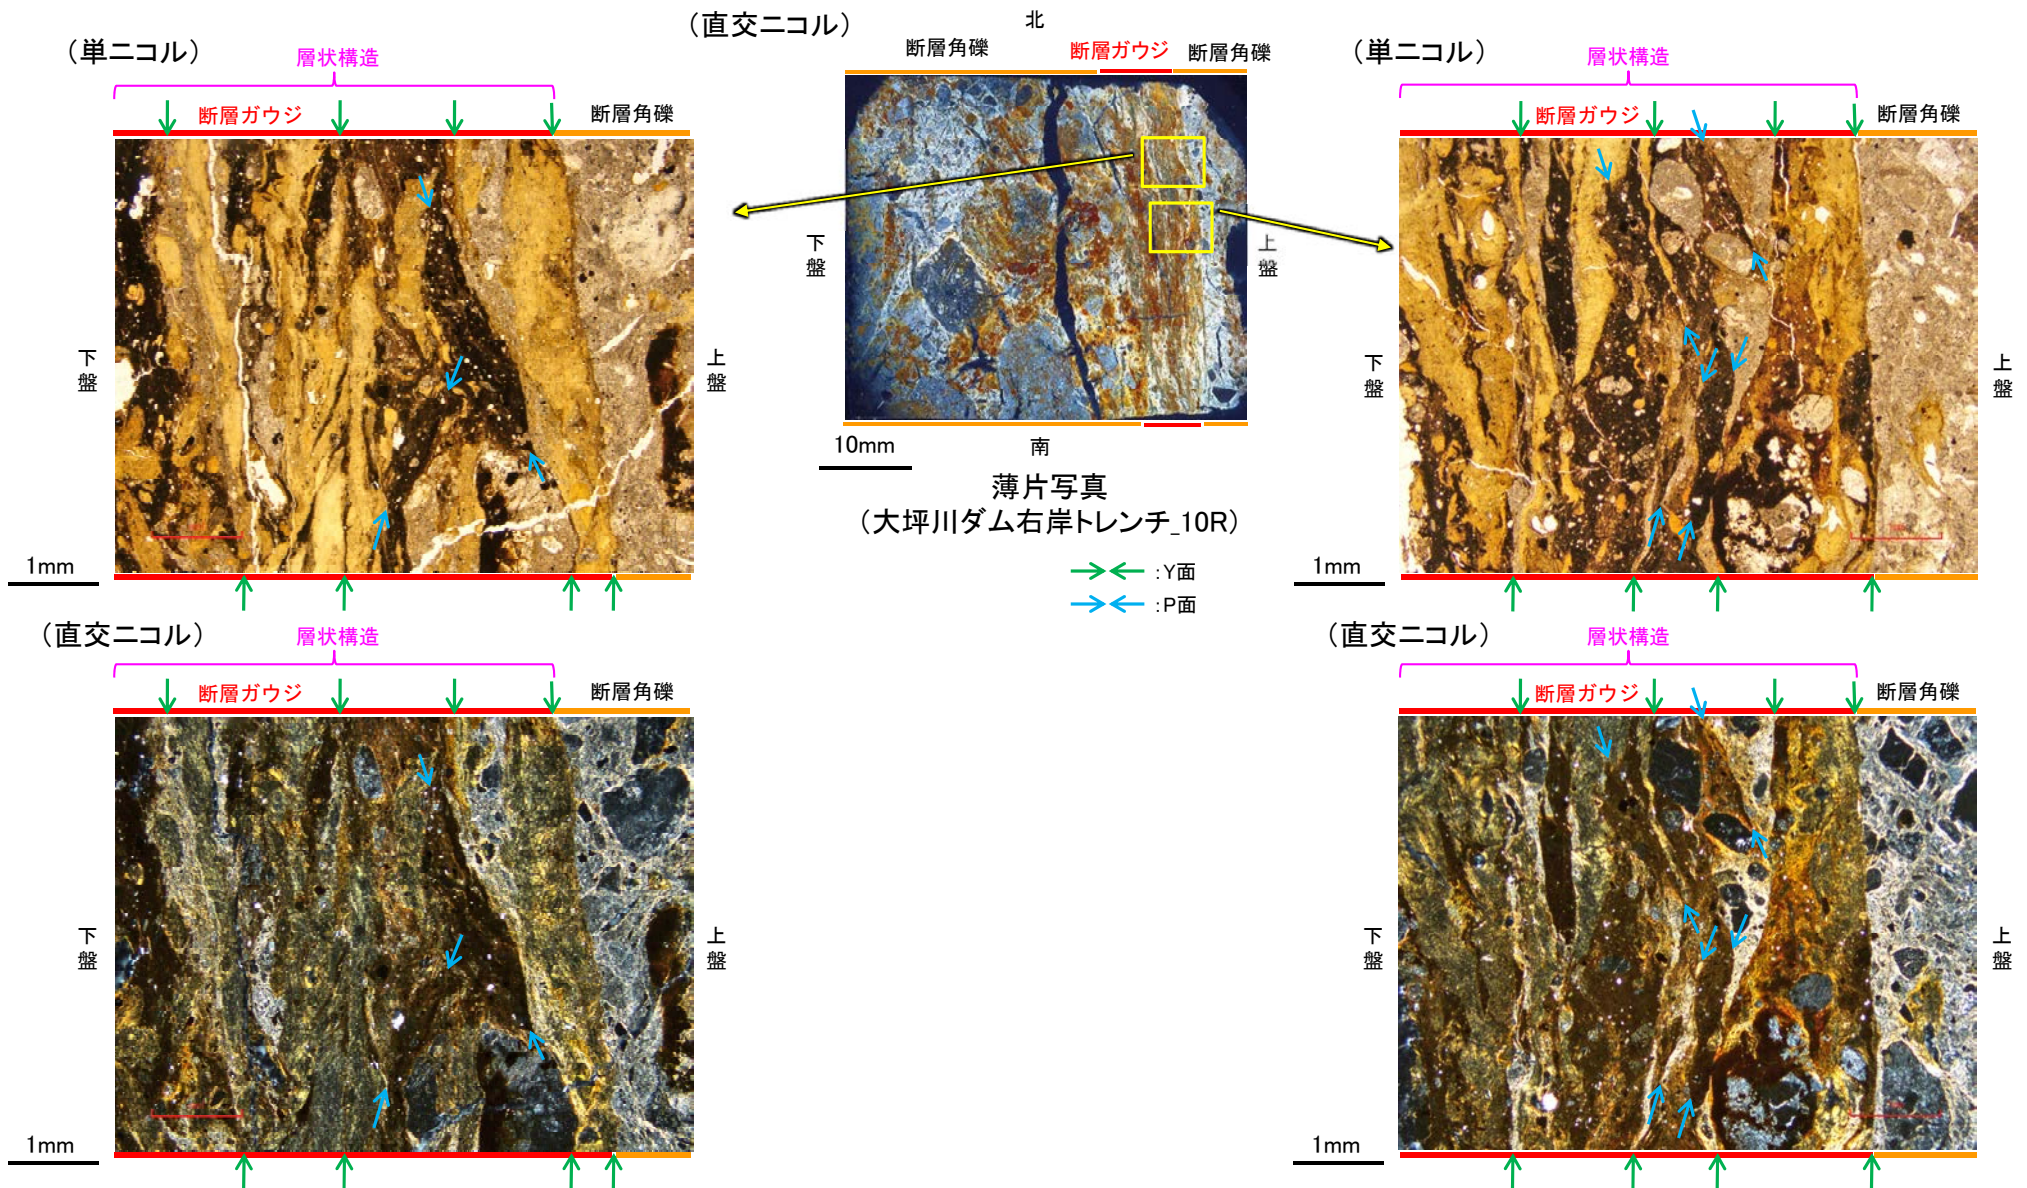 （単ニコル）
層状構造
断層ガウジ
断層角礫
下盤
上盤
1mm
（直交ニコル）
層状構造
断層ガウジ
断層角礫
下盤
上盤
1mm
（直交ニコル）
北
断層角礫
断層ガウジ
断層角礫
下盤
上盤
10mm
南
薄片写真
（大坪川ダム右岸トレンチ_10R）
：Y面
：P面
（単ニコル）
層状構造
断層ガウジ
断層角礫
下盤
上盤
1mm
（直交ニコル）
層状構造
断層ガウジ
断層角礫
下盤
上盤
1mm